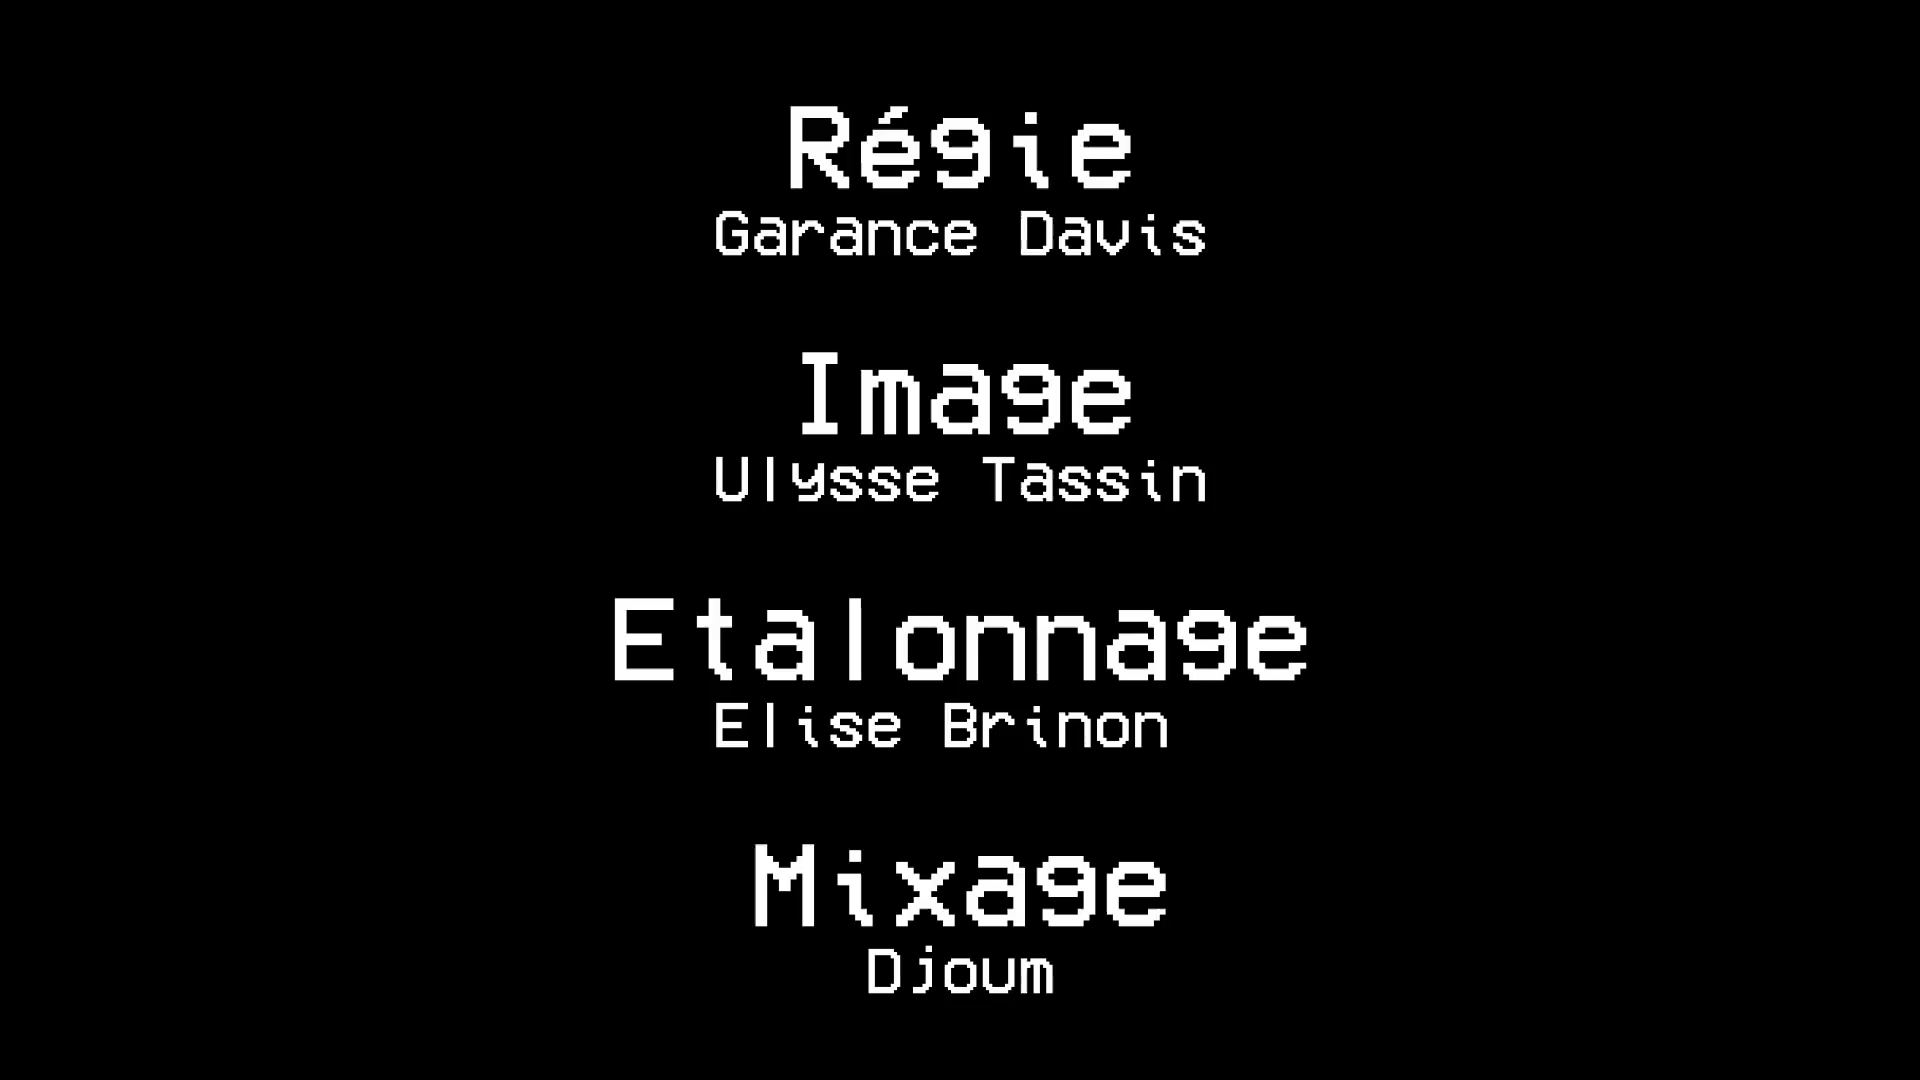 Régie
Garance Davis
Image
Ulysse Tassin
Etalonnage
Elise Brinon
Mixage
Djoum